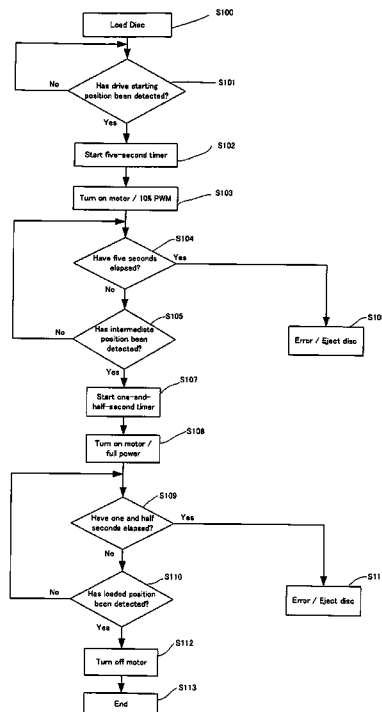 S100
Load Disc
S101
Has drive starting
position been detected?
No
Yes
S102
Start five-second timer
S103
Turn on motor / 10% PWM
S104
Have five seconds
elapsed?
Yes
No
S105
Has intermediate
position been
detected?
No
Yes
S10
Error / Eject disc
S107
Start one-and-
half-second timer
S108
Turn on motor /
full power
S109
Have one and half
seconds elapsed?
Yes
No
S110
Has loaded position
been detected?
No
Yes
S11
Error / Eject disc
S112
Turn off motor
S113
End